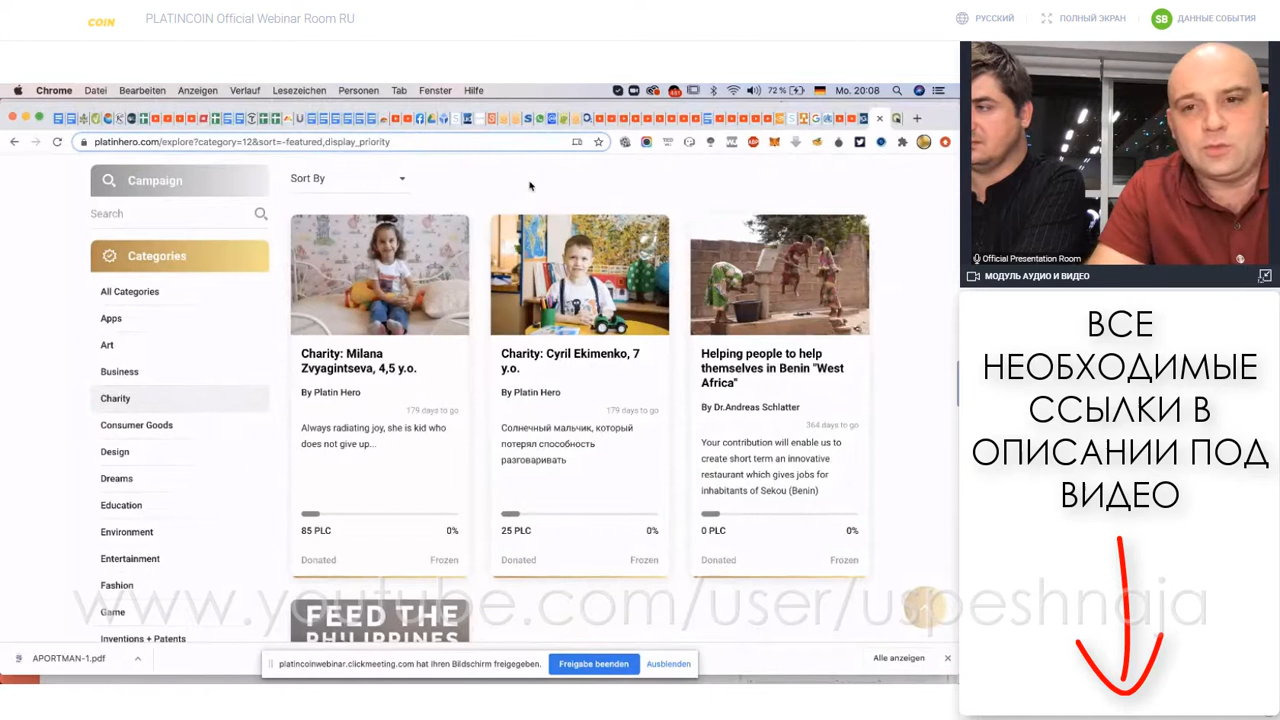 COIN
PLATINCOIN Official Webinar Room RU
РУССКИЙ
ПОЛНЫЙ ЭКРАН
SB
ДАННЫЕ СОБЫТИЯ
Chrome Datei Bearbeiten Anzeigen Verlauf Lesezeichen Personen Tab Fenster Hilfe
72 %
Mo. 20:08
platinhero.com/explore?category=12&sort=-featured,display_priority
Campaign
Search
Categories
All Categories
Apps
Art
Business
Charity
Consumer Goods
Design
Dreams
Education
Environment
Entertainment
Fashion
Game
Inventions + Patents
Sort By
Charity: Milana
Zvyagintseva, 4,5 y.o.
By Platin Hero
179 days to go
Always radiating joy, she is kid who
does not give up...
85 PLC 0%
Donated Frozen
Charity: Cyril Ekimenko, 7
y.o.
By Platin Hero
179 days to go
Солнечный мальчик, который
потерял способность
разговаривать
25 PLC 0%
Donated Frozen
Helping people to help
themselves in Benin "West
Africa"
By Dr.Andreas Schlatter
364 days to go
Your contribution will enable us to
create short term an innovative
restaurant which gives jobs for
inhabitants of Sekou (Benin)
0 PLC 0%
Donated Frozen
FEED THE
PHILIPPINES
www.youtube.com/user/uspeshnaja
APORTMAN-1.pdf
platincoinwebinar.clickmeeting.com hat Ihren Bildschirm freigegeben.
Freigabe beenden
Ausblenden
Alle anzeigen
Official Presentation Room
МОДУЛЬ АУДИО И ВИДЕО
ВСЕ
НЕОБХОДИМЫЕ
ССЫЛКИ В
ОПИСАНИИ ПОД
ВИДЕО